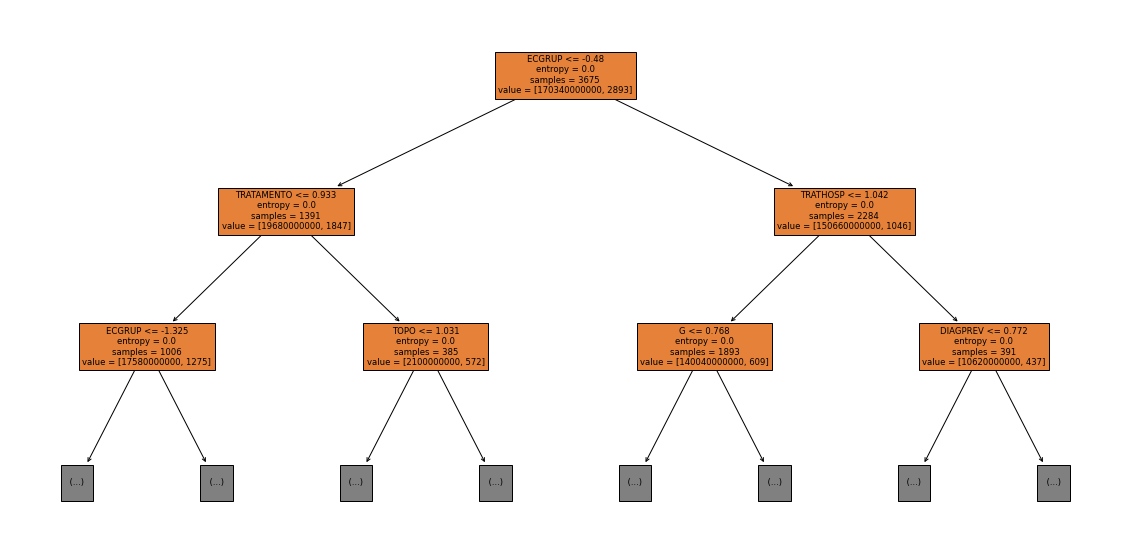 ECGRUP <= -0.48
entropy = 0.0
samples = 3675
value = [170340000000, 2893]
TRATAMENTO <= 0.933
entropy = 0.0
samples = 1391
value = [19680000000, 1847]
TRATHOSP <= 1.042
entropy = 0.0
samples = 2284
value = [150660000000, 1046]
ECGRUP <= -1.325
entropy = 0.0
samples = 1006
value = [17580000000, 1275]
TOPO <= 1.031
entropy = 0.0
samples = 385
value = [2100000000, 572]
G <= 0.768
entropy = 0.0
samples = 1893
value = [140040000000, 609]
DIAGPREV <= 0.772
entropy = 0.0
samples = 391
value = [10620000000, 437]
(...)
(...)
(...)
(...)
(...)
(...)
(...)
(...)